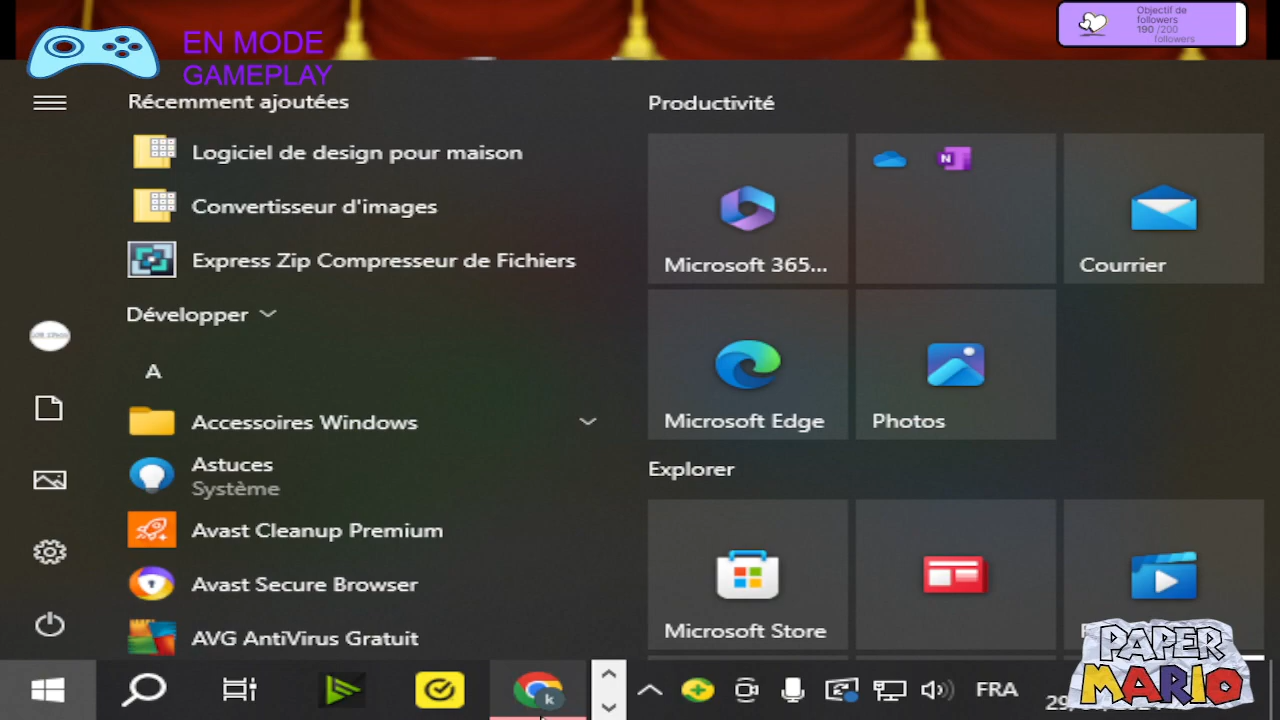 EN MODE
GAMEPLAY
Objectif de
followers
190 /200
followers
Récemment ajoutées
Logiciel de design pour maison
Convertisseur d'images
Express Zip Compresseur de Fichiers
Développer
A
Accessoires Windows
Astuces
Système
Avast Cleanup Premium
Avast Secure Browser
AVG AntiVirus Gratuit
Productivité
Microsoft 365...
N
Courrier
Microsoft Edge
Photos
Explorer
Microsoft Store
PAPER
MARIO
k
FRA